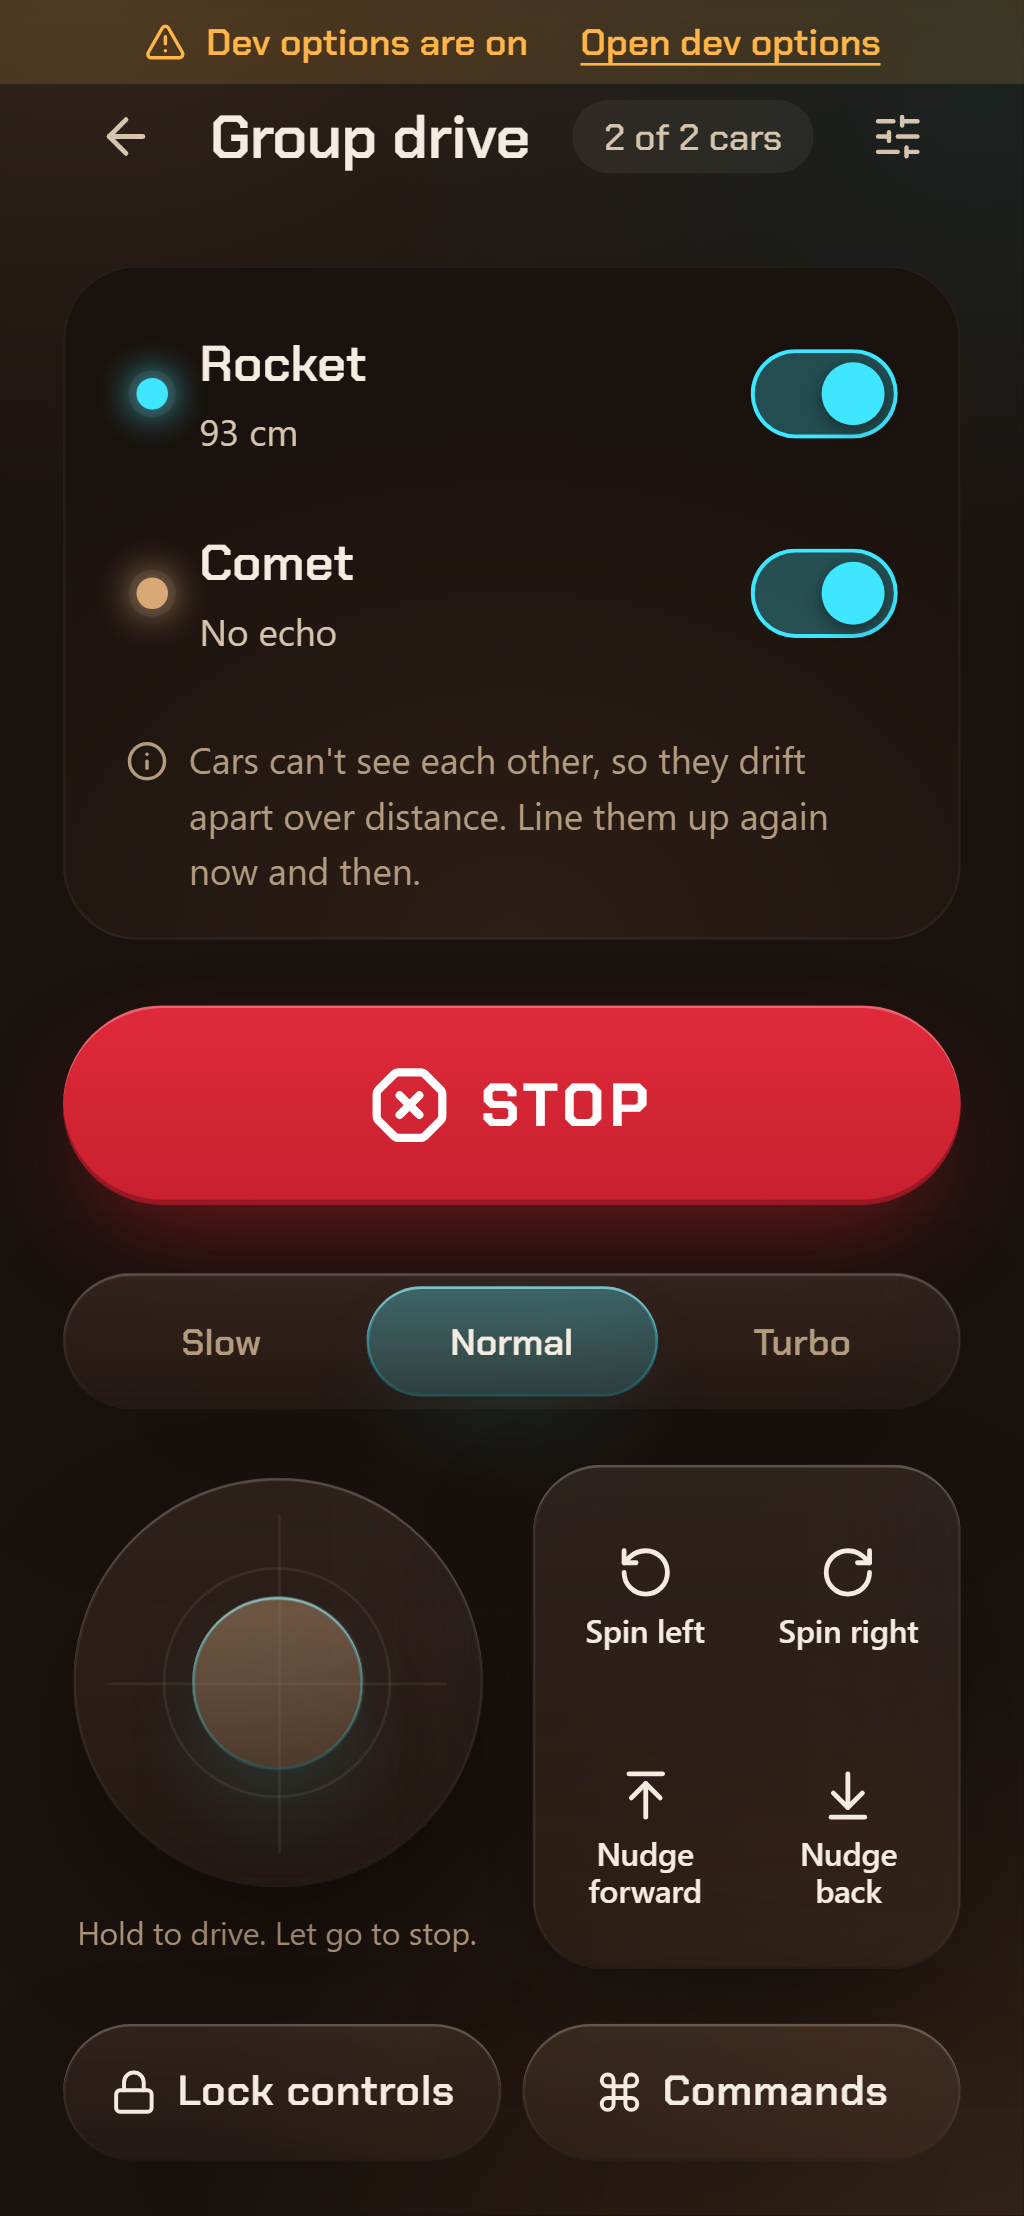 Dev options are on Open dev options
Group drive 2 of 2 cars
Rocket
93 cm
Comet
No echo
Cars can't see each other, so they drift
apart over distance. Line them up again
now and then.
STOP
Slow Normal Turbo
Spin left Spin right
Nudge forward
Nudge back
Hold to drive. Let go to stop.
Lock controls Commands